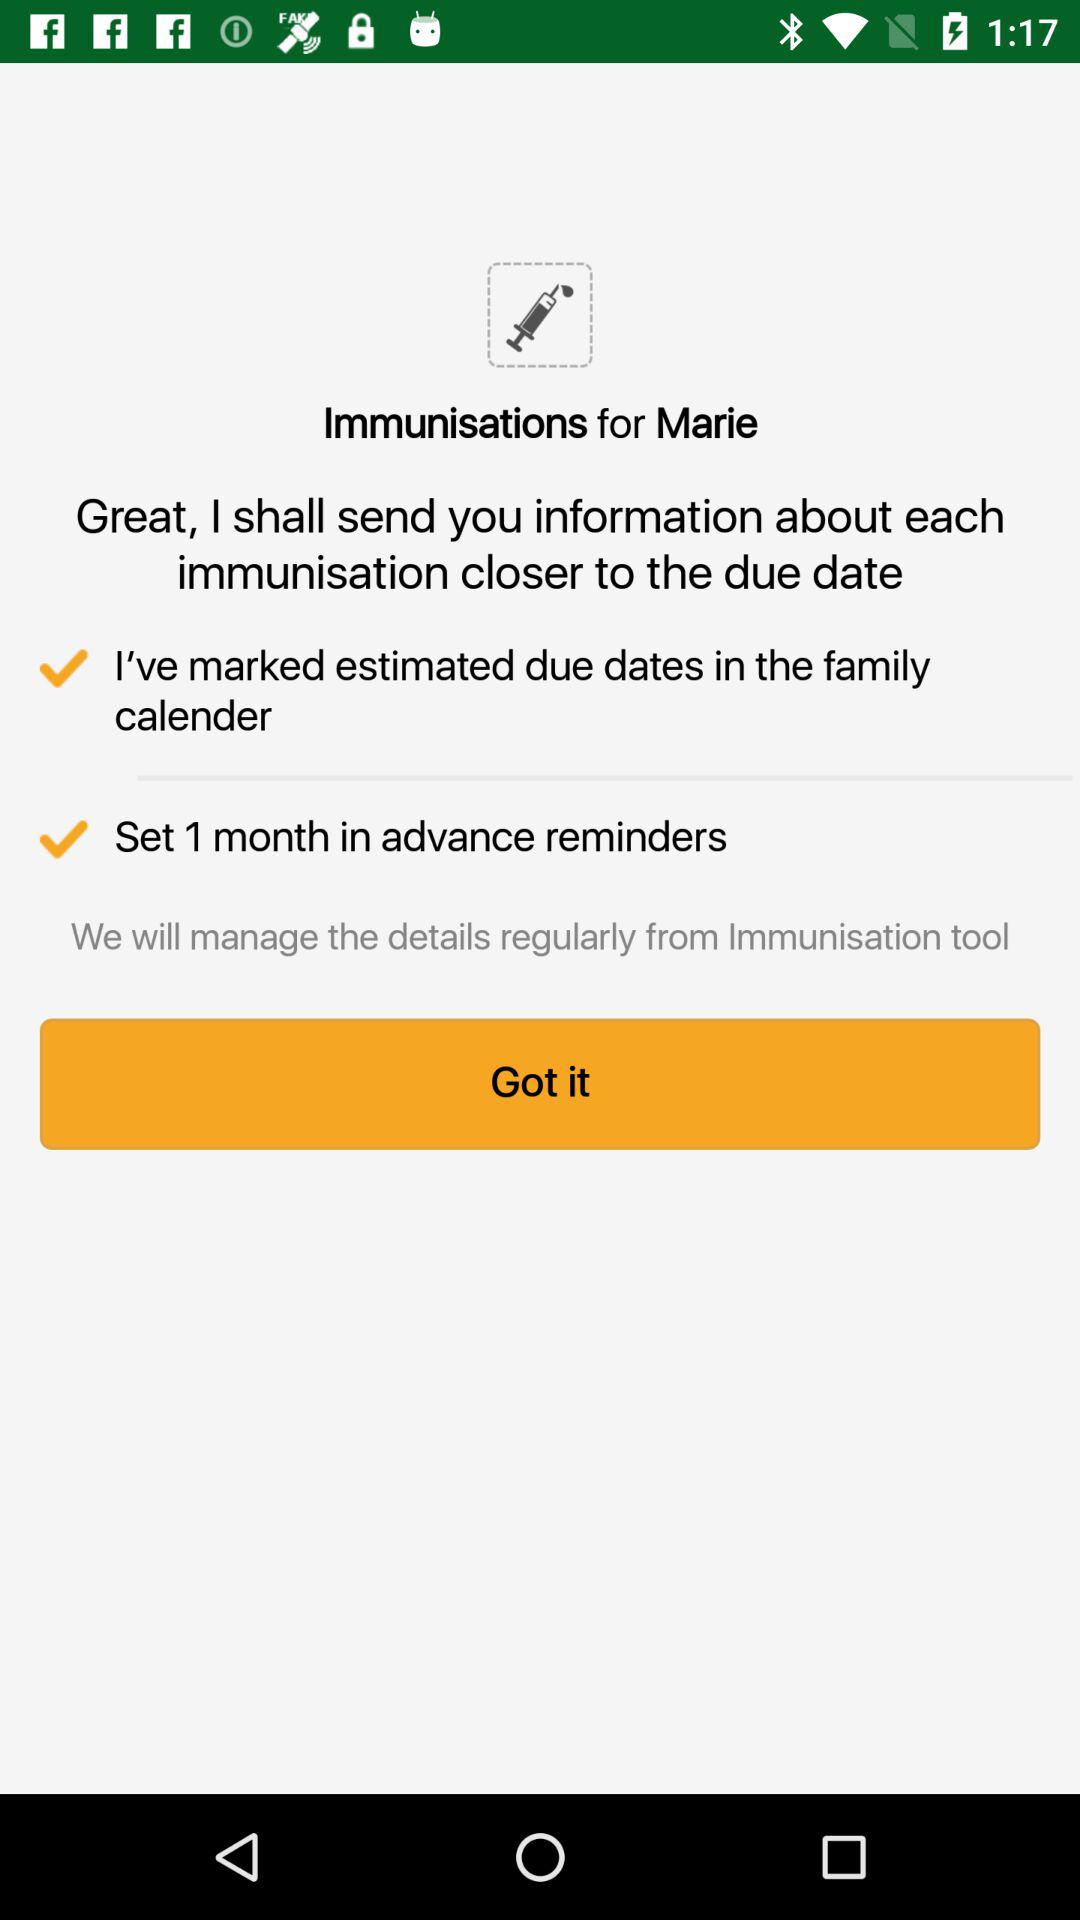 FAKE
1:17
Immunisations for Marie
Great, I shall send you information about each
immunisation closer to the due date
I've marked estimated due dates in the family
calender
Set 1 month in advance reminders
We will manage the details regularly from Immunisation tool
Got it